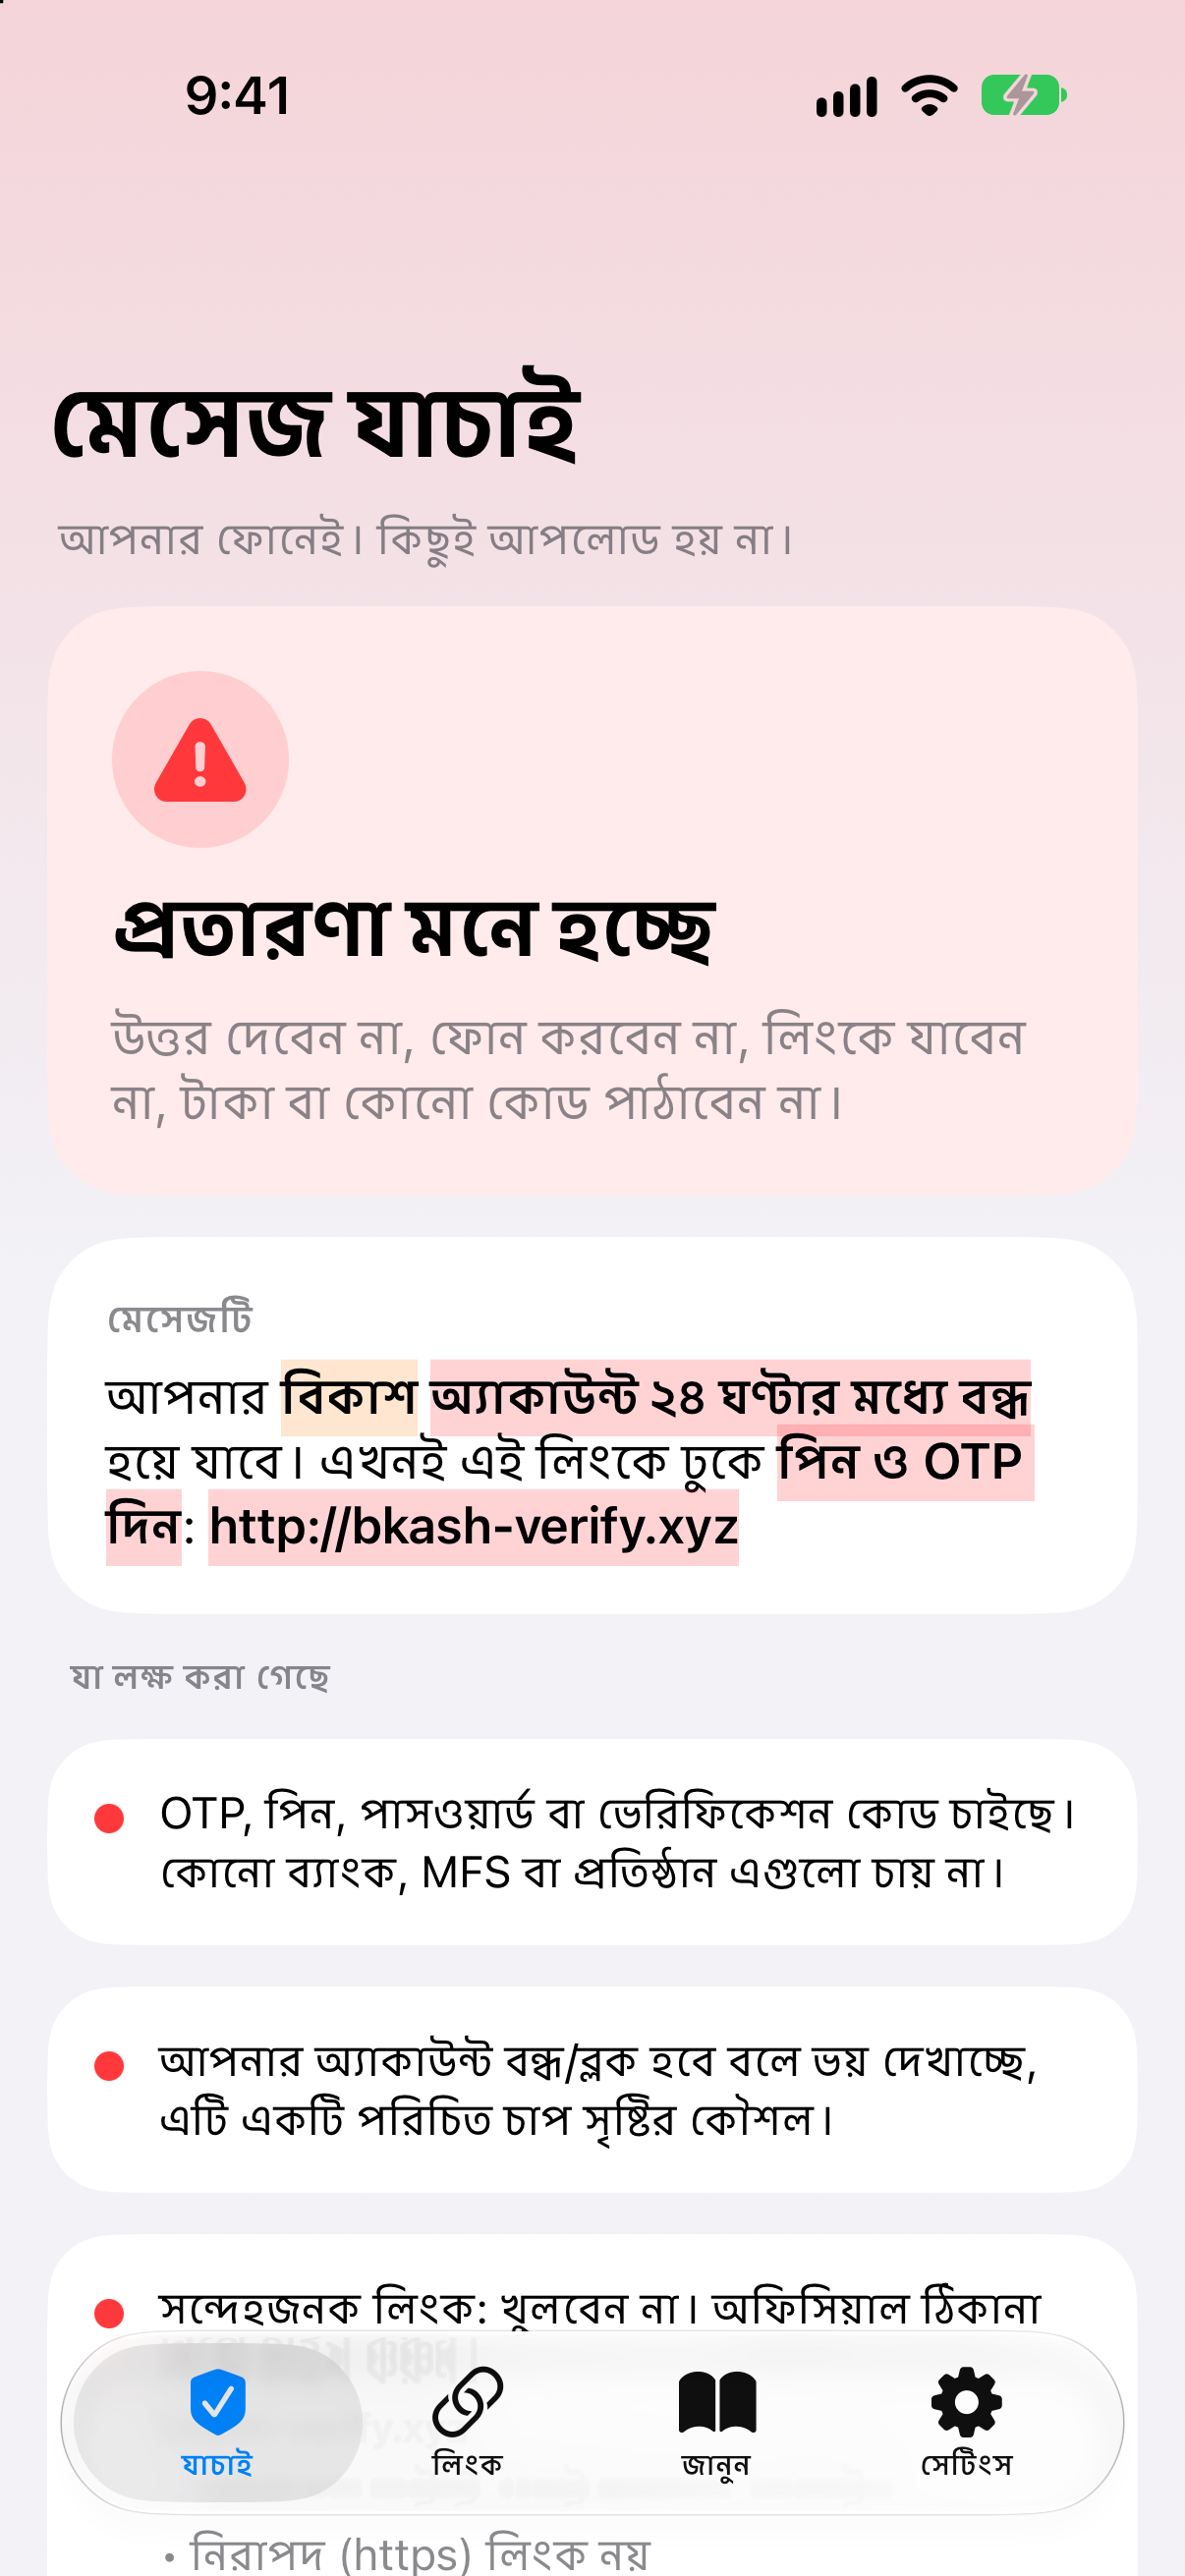 9:41
মেসেজ যাচাই
আপনার ফোনেই। কিছুই আপলোড হয় না।
প্রতারণা মনে হচ্ছে
উত্তর দেবেন না, ফোন করবেন না, লিংকে যাবেন
না, টাকা বা কোনো কোড পাঠাবেন না।
মেসেজটি
আপনার বিকাশ অ্যাকাউন্ট ২৪ ঘণ্টার মধ্যে বন্ধ
হয়ে যাবে। এখনই এই লিংকে ঢুকে পিন ও OTP
দিন: http://bkash-verify.xyz
যা লক্ষ করা গেছে
OTP, পিন, পাসওয়ার্ড বা ভেরিফিকেশন কোড চাইছে।
কোনো ব্যাংক, MFS বা প্রতিষ্ঠান এগুলো চায় না।
আপনার অ্যাকাউন্ট বন্ধ/ব্লক হবে বলে ভয় দেখাচ্ছে,
এটি একটি পরিচিত চাপ সৃষ্টির কৌশল।
সন্দেহজনক লিংক: খুলবেন না। অফিসিয়াল ঠিকানা
যাচাই লিংক জানুন সেটিংস
• নিরাপদ (https) লিংক নয়